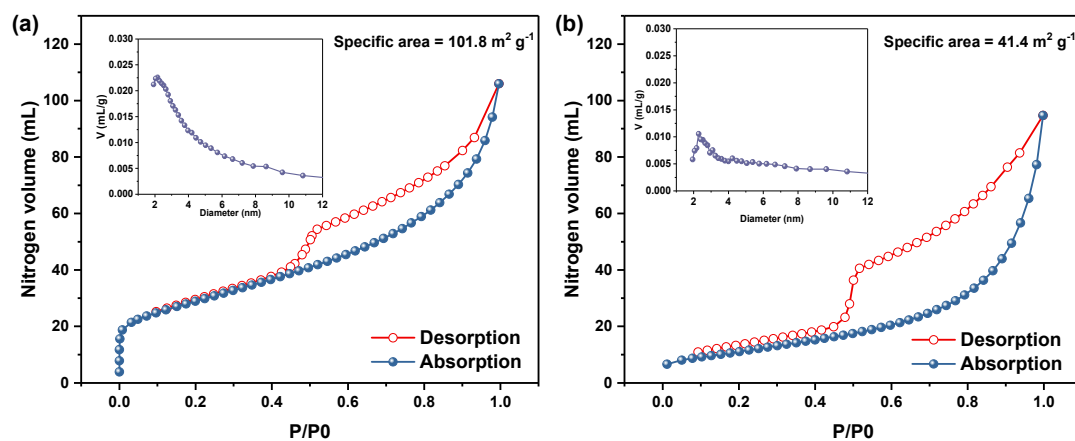 (a)
Specific area = 101.8 m² g⁻¹
Nitrogen volume (mL)
120
100
80
60
40
20
0
0.0 0.2 0.4 0.6 0.8 1.0
P/P0
Desorption
Absorption
V (mL/g)
0.030
0.025
0.020
0.015
0.010
0.005
0.000
2 4 6 8 10 12
Diameter (nm)
(b)
Specific area = 41.4 m² g⁻¹
Nitrogen volume (mL)
120
100
80
60
40
20
0
0.0 0.2 0.4 0.6 0.8 1.0
P/P0
Desorption
Absorption
V (mL/g)
0.030
0.025
0.020
0.015
0.010
0.005
0.000
2 4 6 8 10 12
Diameter (nm)